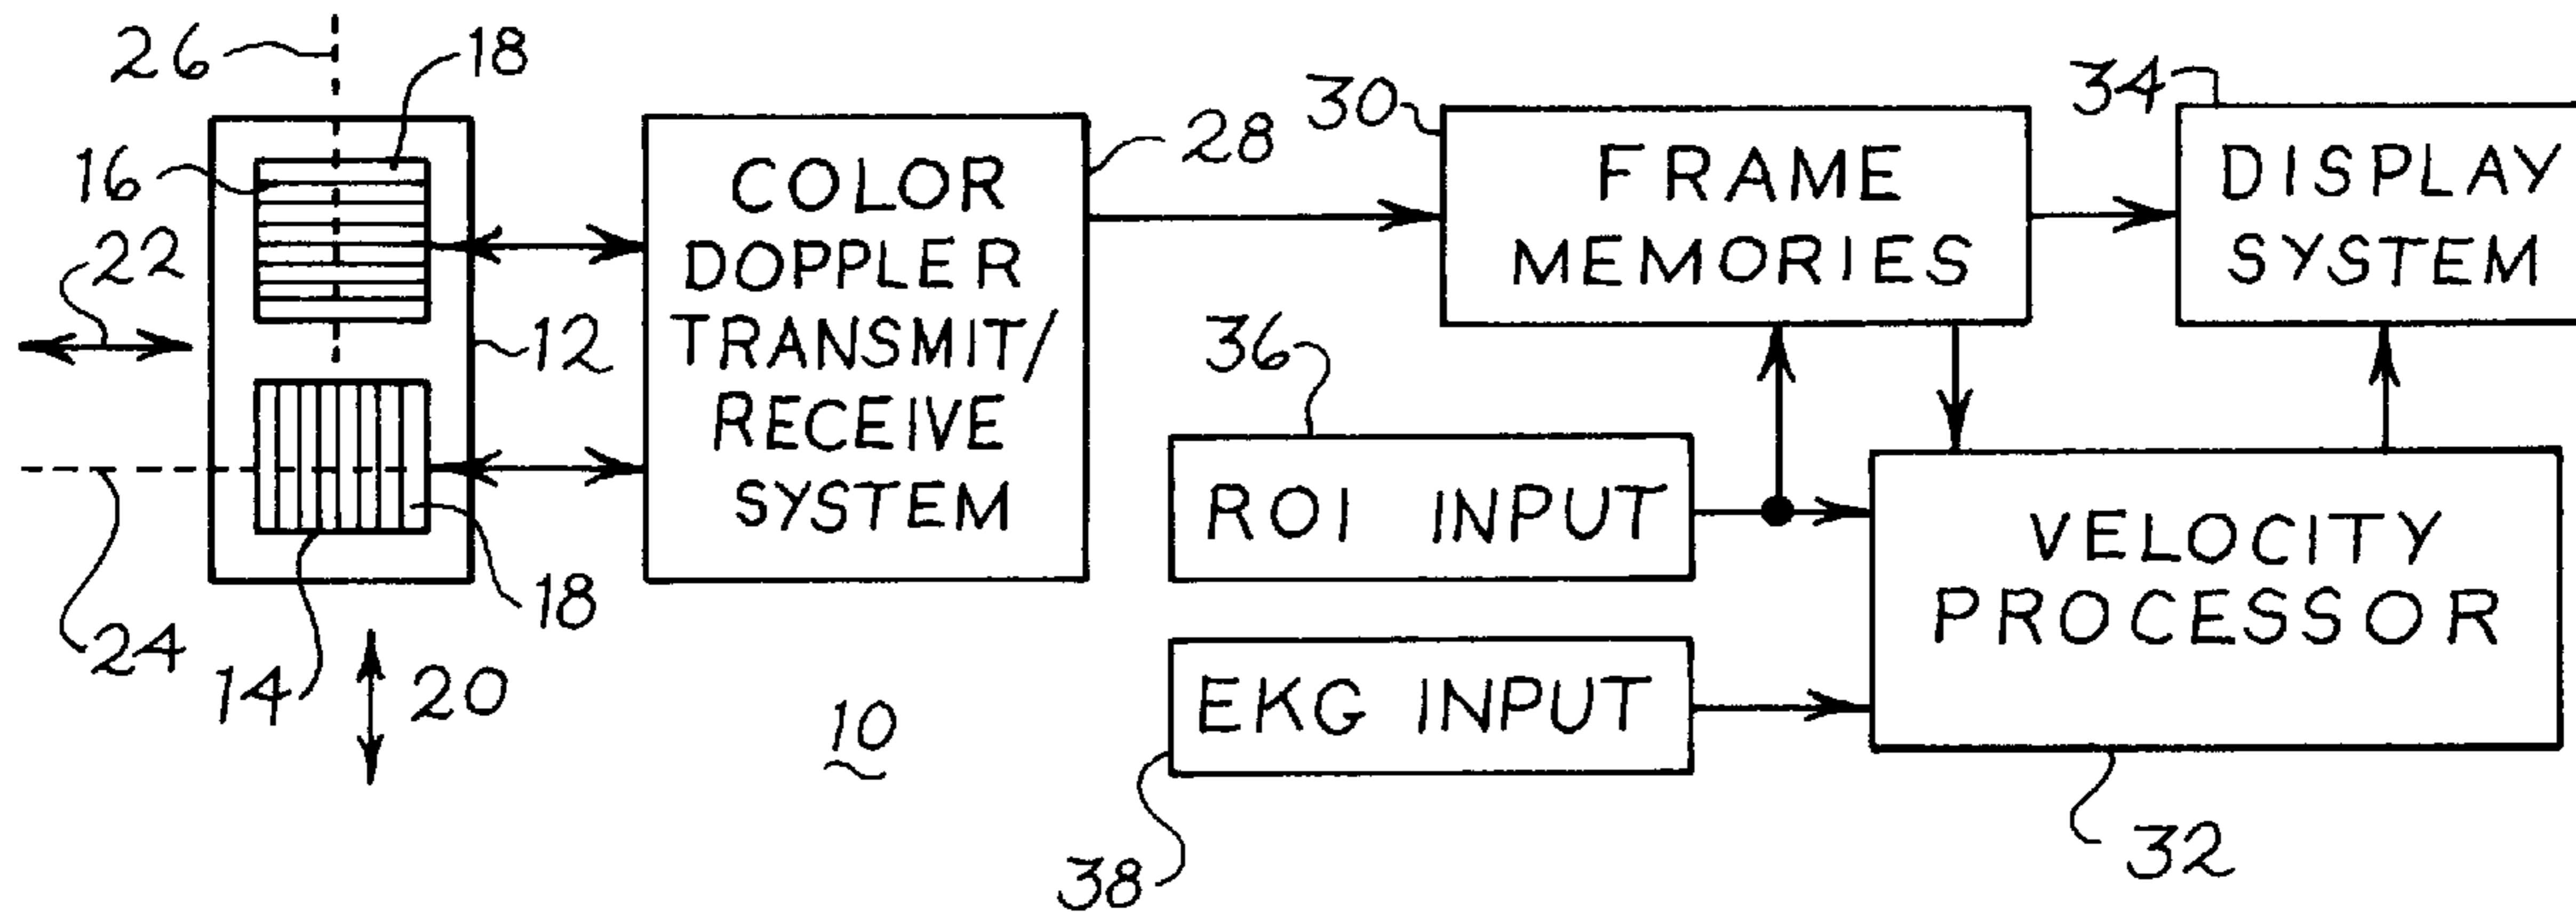 26
18
16
22
12
24
14
18
20
COLOR
DOPPLER
TRANSMIT/
RECEIVE
SYSTEM
28
10
30
FRAME
MEMORIES
34
DISPLAY
SYSTEM
36
ROI INPUT
EKG INPUT
38
VELOCITY
PROCESSOR
32